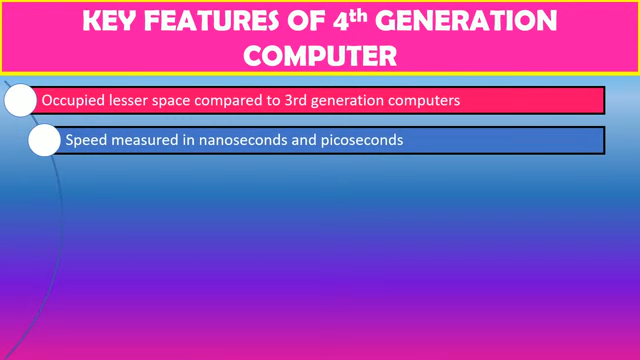 KEY FEATURES OF 4th GENERATION
COMPUTER
Occupied lesser space compared to 3rd generation computers
Speed measured in nanoseconds and picoseconds